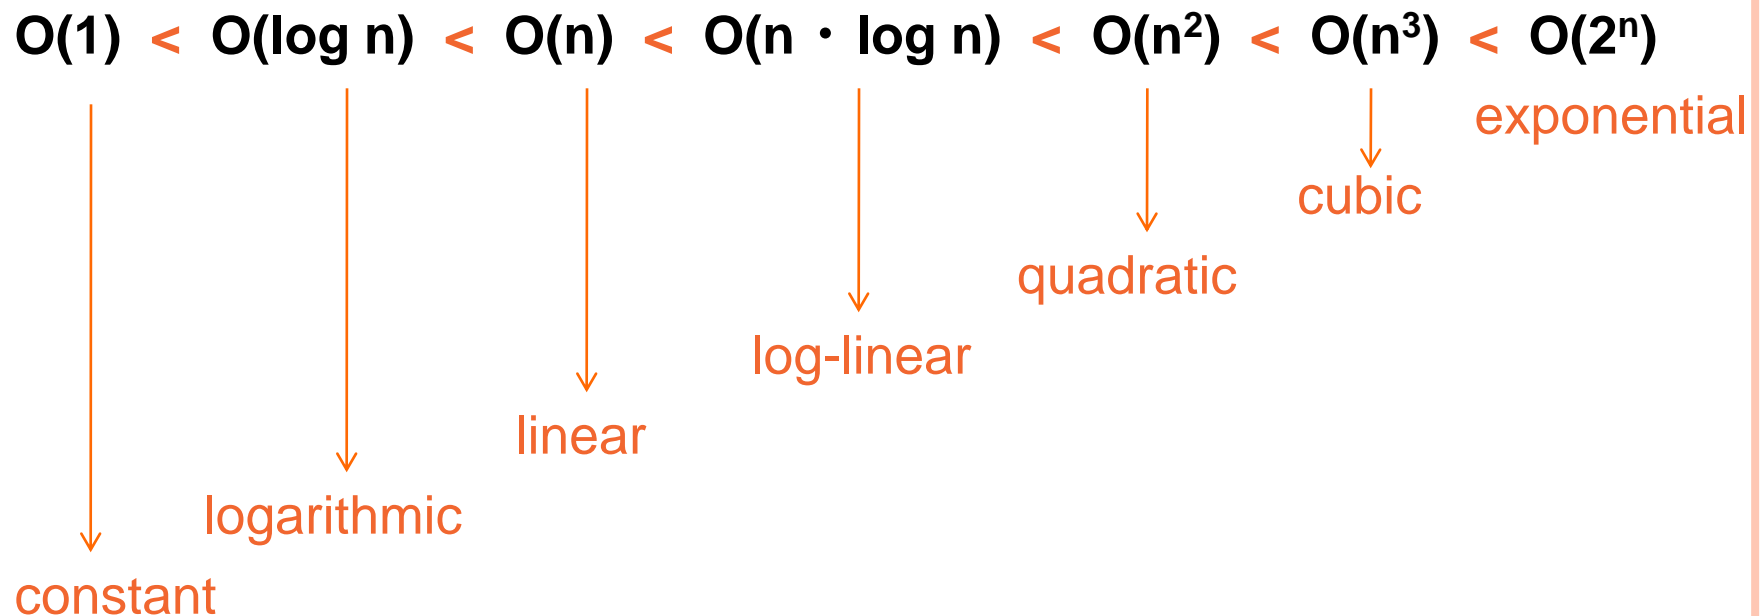 O(1) < O(log n) < O(n) < O(n · log n) < O(n²) < O(n³) < O(2ⁿ)
exponential
cubic
quadratic
log-linear
linear
logarithmic
constant